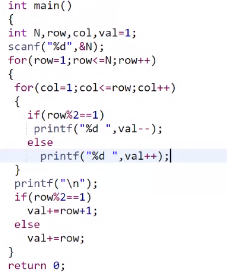 int main()
{
int N,row,col,val=1;
scanf("%d",&N);
for(row=1;row<=N;row++)
{
for(col=1;col<=row;col++)
{
if(row%2==1)
printf("%d ",val--);
else
printf("%d ",val++);
}
printf("\n");
if(row%2==1)
val+=row+1;
else
val+=row;
}
return 0;